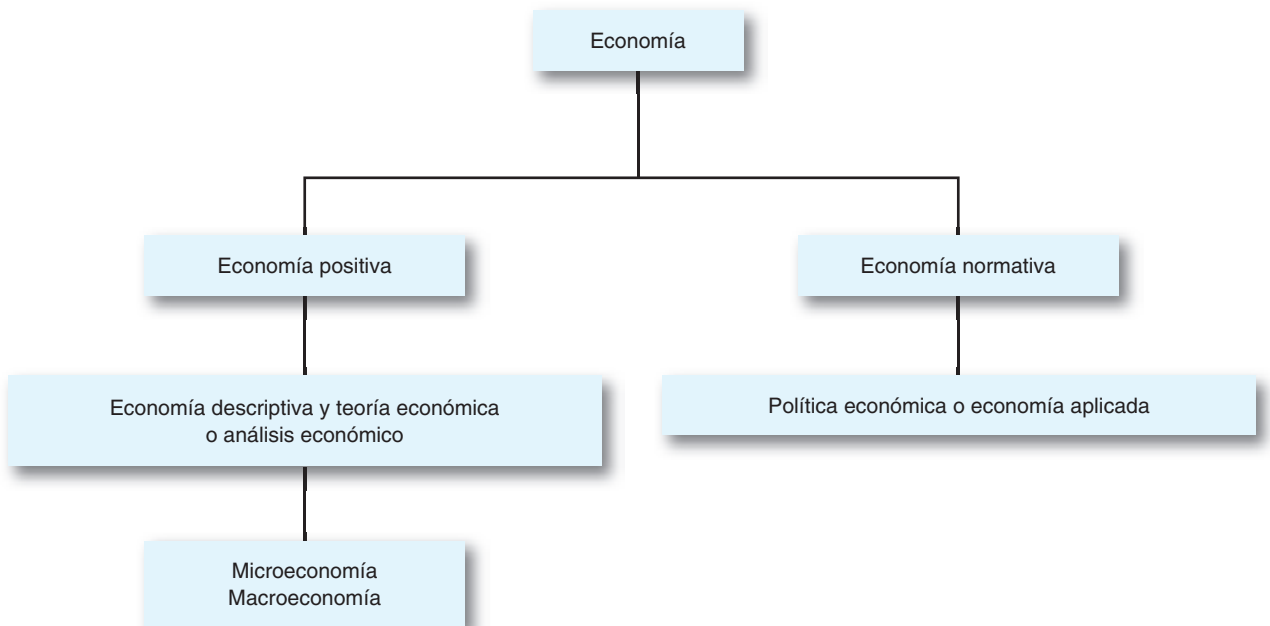 Economía
Economía positiva
Economía normativa
Economía descriptiva y teoría económica
o análisis económico
Política económica o economía aplicada
Microeconomía
Macroeconomía